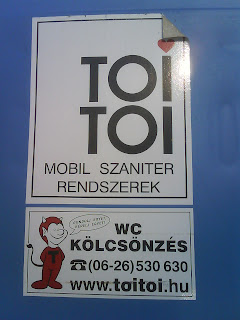 TOI
TOI
MOBIL SZANITER
RENDSZEREK
WC
KÖLCSÖNZÉS
☎(06-26)530 630
www.toitoi.hu
T